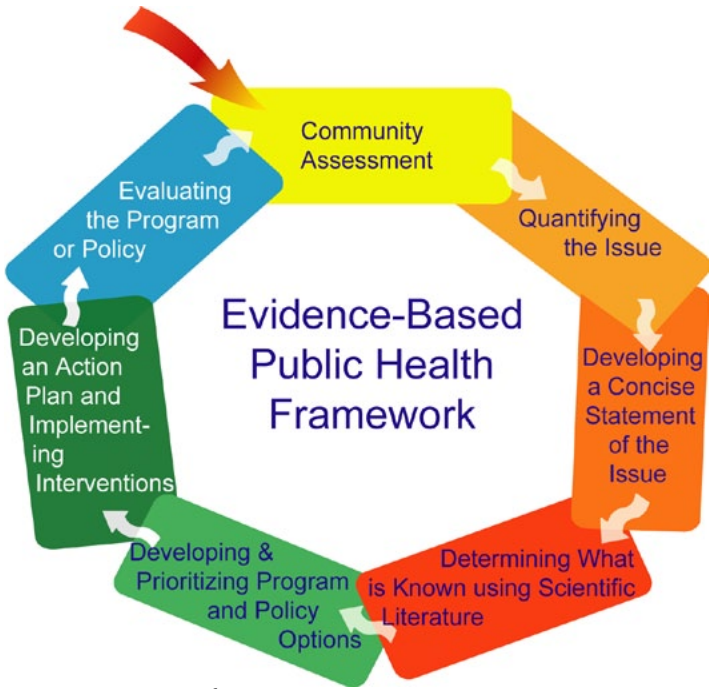 Community
Assessment
Quantifying
the Issue
Developing
a Concise
Statement
of the
Issue
Determining What
is Known using Scientific
Literature
Developing &
Prioritizing Program
and Policy
Options
Developing
an Action
Plan and
Implement-
ing
Interventions
Evaluating
the Program
or Policy
Evidence-Based
Public Health
Framework